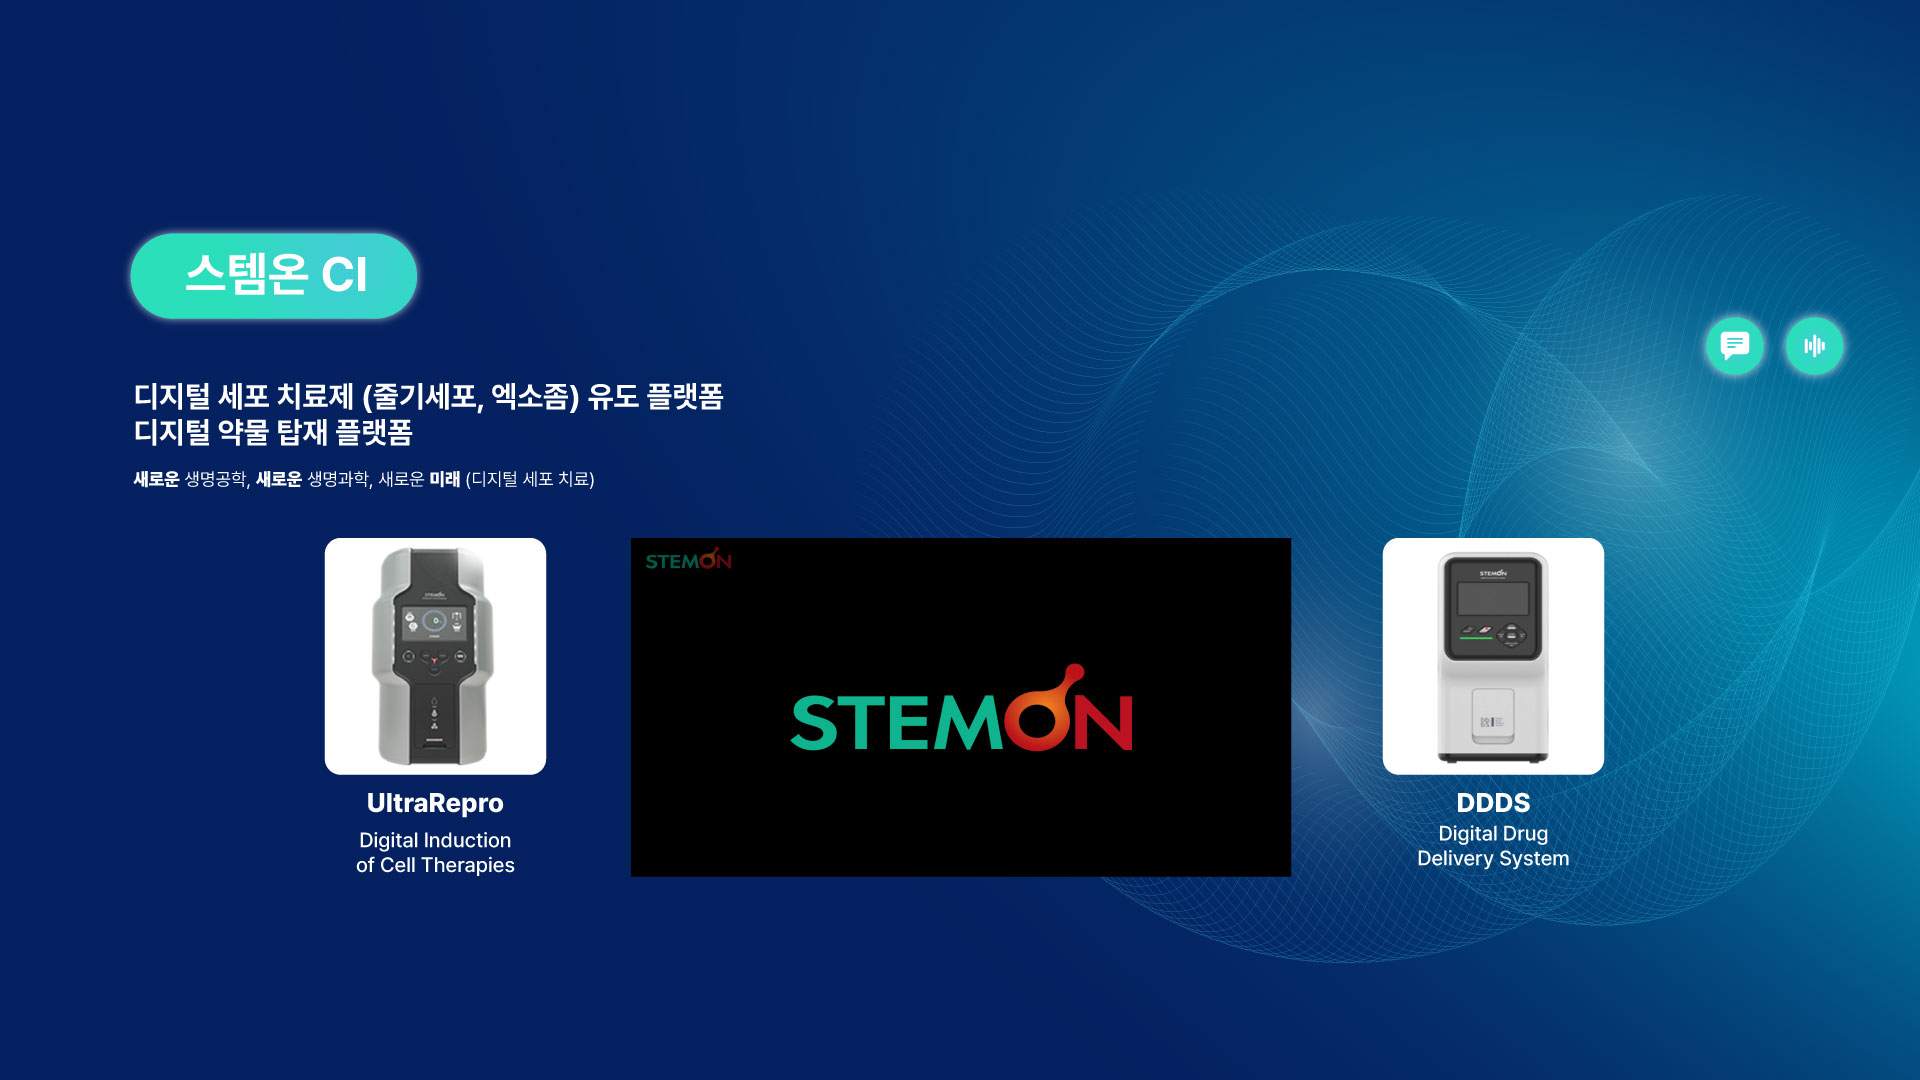 스템온 CI
디지털 세포 치료제 (줄기세포, 엑소좀) 유도 플랫폼
디지털 약물 탑재 플랫폼
새로운 생명공학, 새로운 생명과학, 새로운 미래 (디지털 세포 치료)
STEMON
STEMON
STEMON
STEMON
UltraRepro
Digital Induction
of Cell Therapies
DDDS
Digital Drug
Delivery System